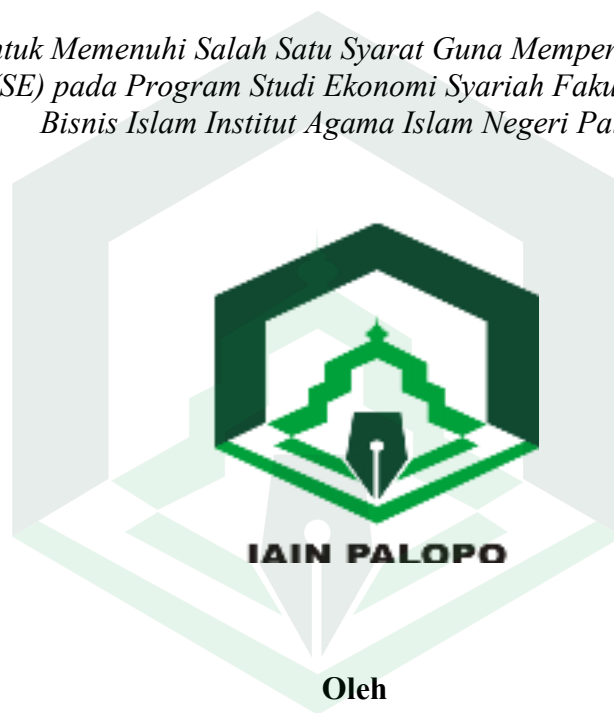 ntuk Memenuhi Salah Satu Syarat Guna Memper
(SE) pada Program Studi Ekonomi Syariah Faku
Bisnis Islam Institut Agama Islam Negeri Pa
IAIN PALOPO
Oleh